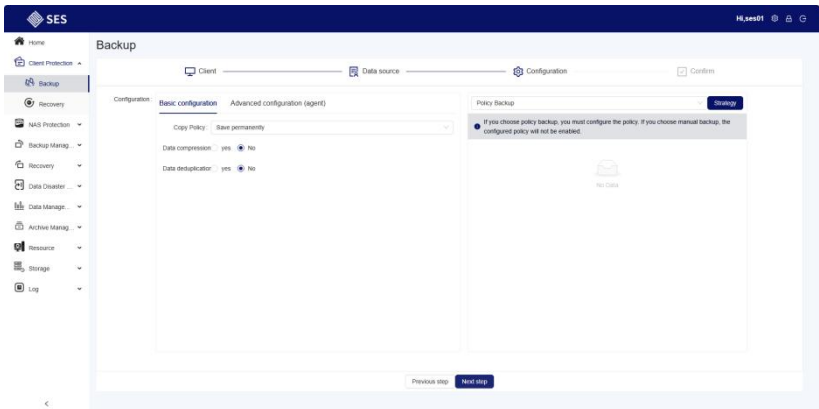 SES
Hi,ses01
Home
Client Protection
Backup
Recovery
NAS Protection
Backup Manag...
Recovery
Data Disaster ...
Data Manage...
Archive Manag...
Resource
Storage
Log
Backup
Client
Data source
Configuration
Confirm
Configuration:
Basic configuration
Advanced configuration (agent)
Copy Policy:
Save permanently
Data compression:
yes
No
Data deduplication
yes
No
Policy Backup
Strategy
If you choose policy backup, you must configure the policy. If you choose manual backup, the
configured policy will not be enabled.
No Data
Previous step
Next step